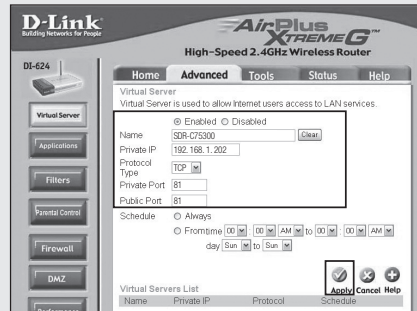 D-Link
Building Networks for People
AirPlus
XTREME G™
High-Speed 2.4GHz Wireless Router
DI-624
Home Advanced Tools Status Help
Virtual Server
Virtual Server is used to allow Internet users access to LAN services.
Virtual Server
Enabled Disabled
Name SDR-C75300 Clear
Applications
Private IP 192.168.1.202
Protocol Type TCP
Filters
Private Port 81
Public Port 81
Parental Control
Schedule Always
From time 00 : 00 AM to 00 : 00 AM
day Sun to Sun
Firewall
DMZ
Apply Cancel Help
Virtual Servers List
Name Private IP Protocol Schedule
Performance